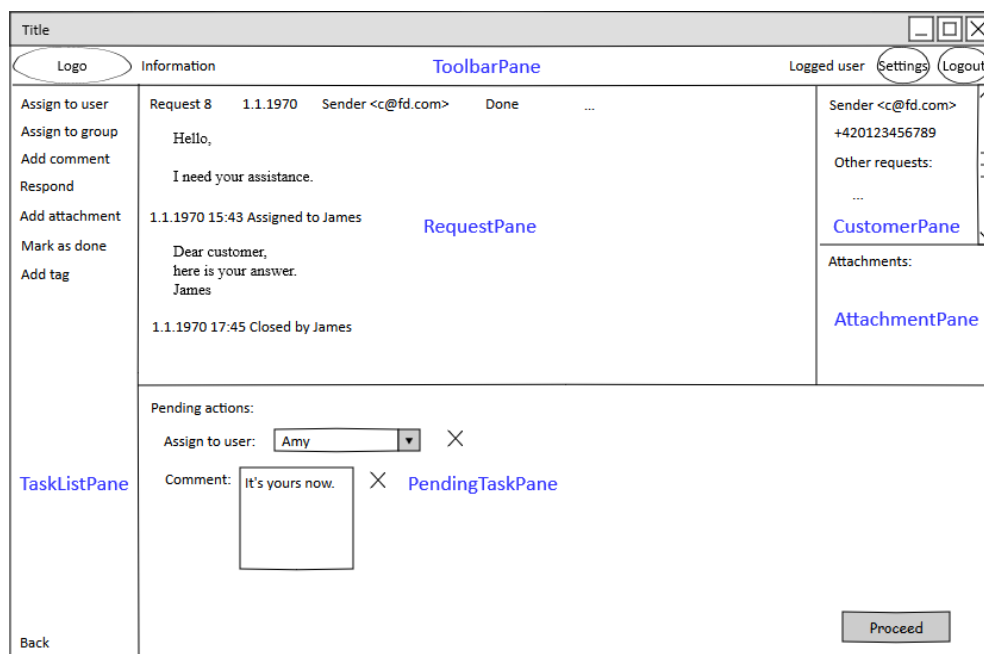 Title
Logo Information ToolbarPane Logged user Settings Logout
Assign to user
Assign to group
Add comment
Respond
Add attachment
Mark as done
Add tag
TaskListPane
Back
Request 8 1.1.1970 Sender <c@fd.com> Done ...
Hello,
I need your assistance.
1.1.1970 15:43 Assigned to James
RequestPane
Dear customer,
here is your answer.
James
1.1.1970 17:45 Closed by James
Sender <c@fd.com>
+420123456789
Other requests:
...
CustomerPane
Attachments:
AttachmentPane
Pending actions:
Assign to user: Amy
Comment: It's yours now.
PendingTaskPane
Proceed